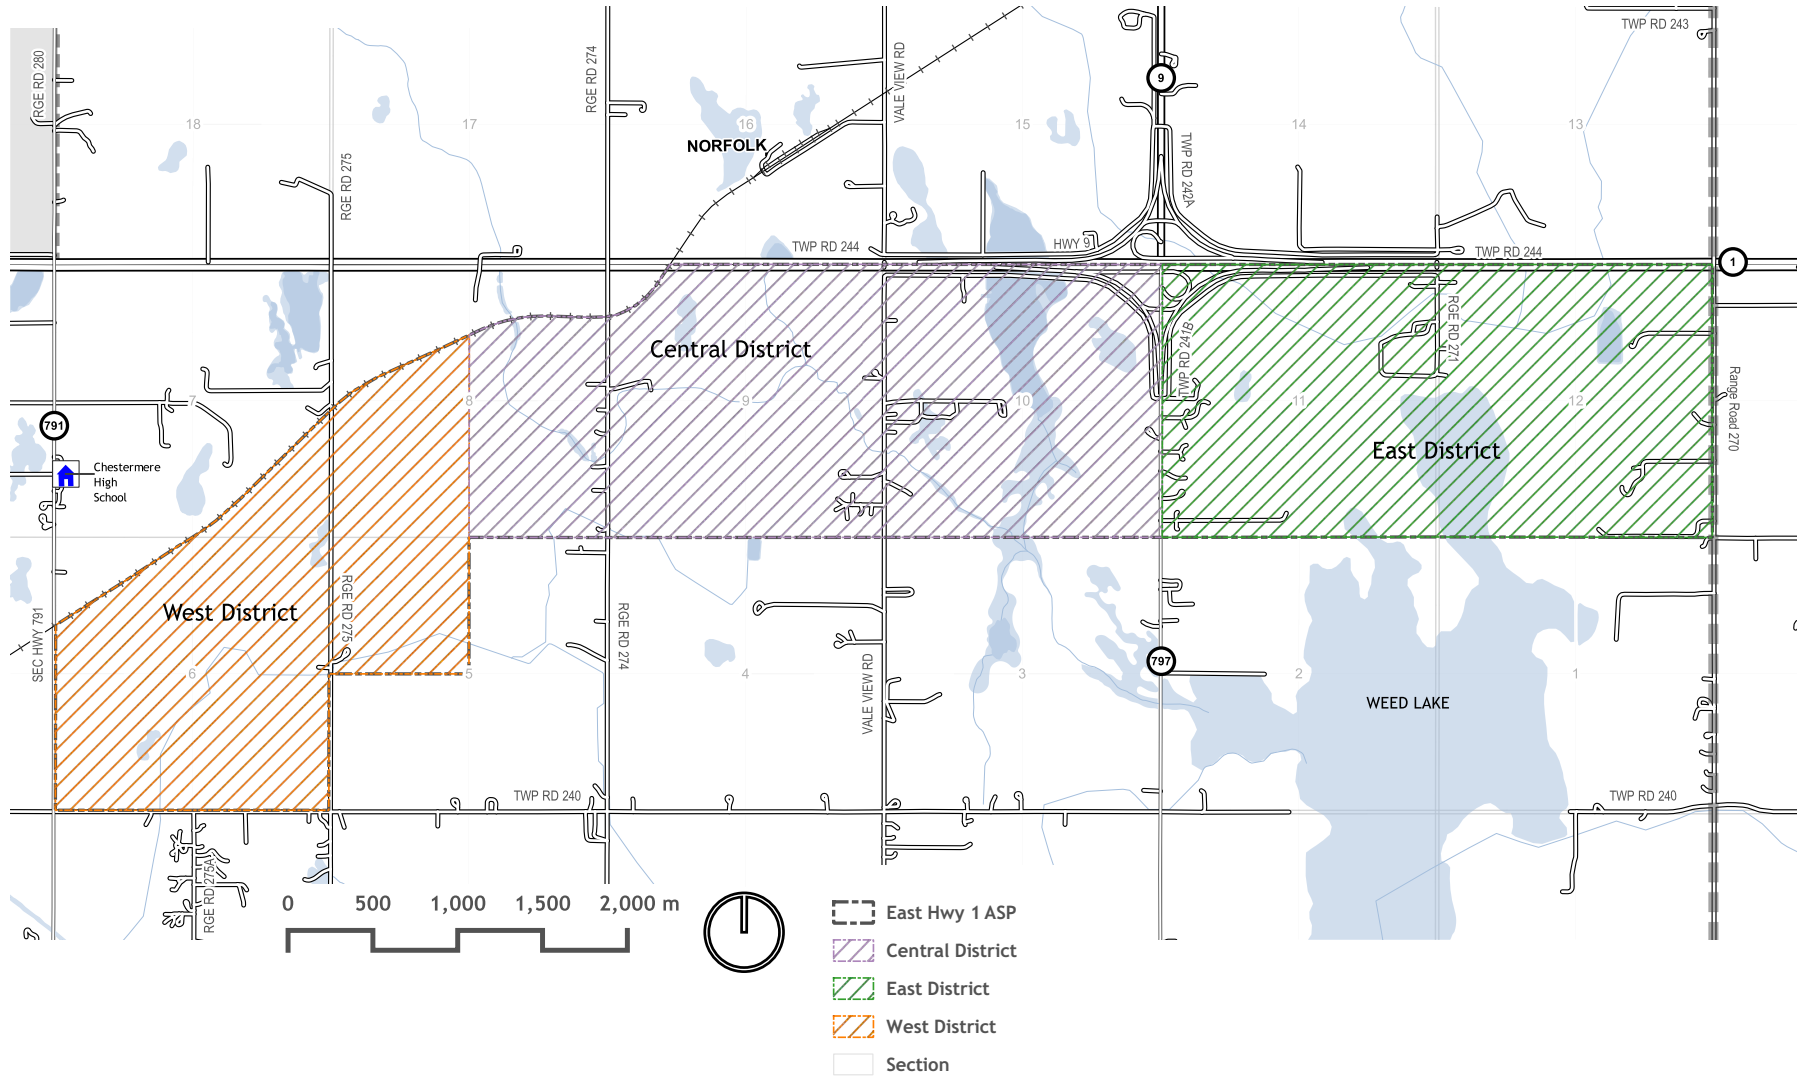 TWP RD 243
RGE RD 280
RGE RD 274
VALE VIEW RD
9
18
17
16
15
14
13
NORFOLK
RGE RD 275
TWP RD 242A
TWP RD 244
HWY 9
TWP RD 244
1
RGE RD 271
TWP RD 241B
Central District
Range Road 270
7
8
9
10
11
12
791
East District
Chestermere
High
School
West District
RGE RD 275
RGE RD 274
SEC HWY 791
VALE VIEW RD
797
6
5
4
3
2
1
WEED LAKE
TWP RD 240
TWP RD 240
RGE RD 275A
0 500 1,000 1,500 2,000 m
East Hwy 1 ASP
Central District
East District
West District
Section